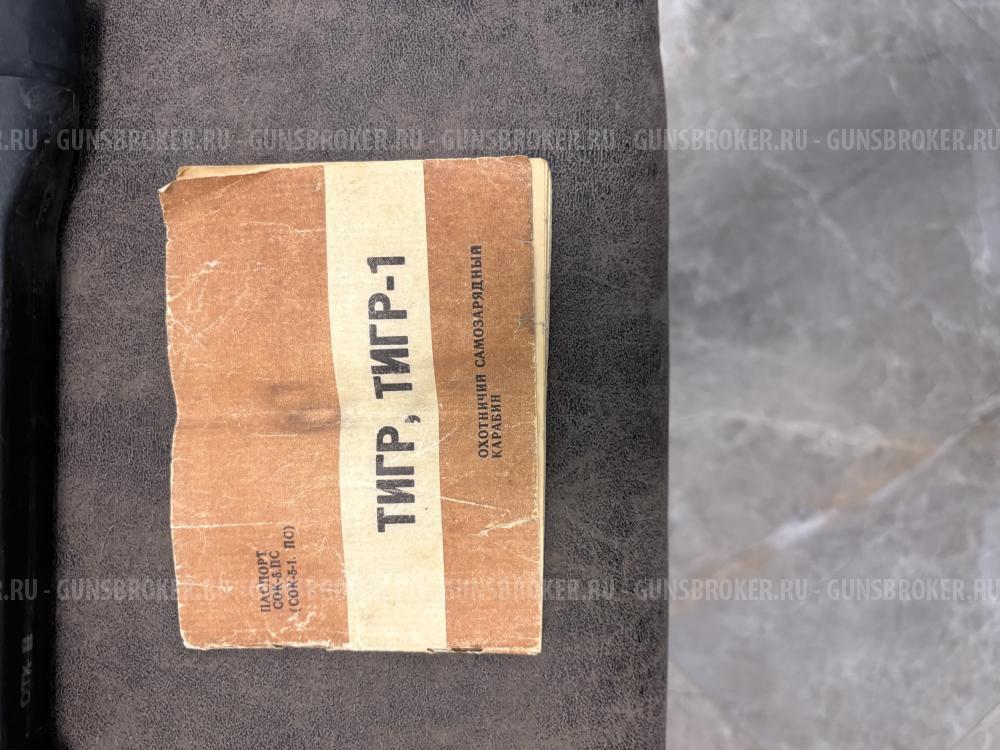 ПАСПОРТ
СОК-5.ПС
(СОК-5-1. ПС)
ТИГР, ТИГР-1
ОХОТНИЧИЙ САМОЗАРЯДНЫЙ
КАРАБИН
GUNSBROKER.RU - GUNSBROKER.RU - GUNSBROKER.RU - GUNSBROKER.RU - GUNSBROKER.RU
GUNSBROKER.RU - GUNSBROKER.RU - GUNSBROKER.RU - GUNSBROKER.RU - GUNSBROKER.RU